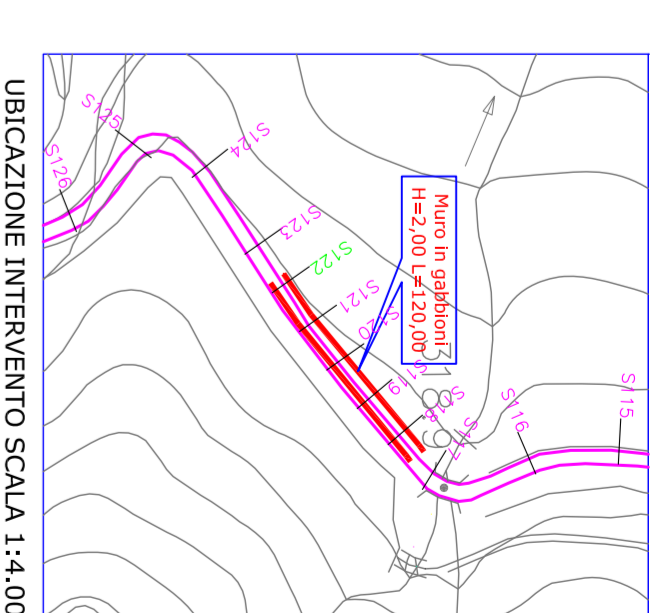 UBICAZIONE INTERVENTO SCALA 1:4.00
Muro in gabbioni
H=2,00 L=120,00
S115
S116
S117
S118
S119
S120
S121
S122
S123
S124
S125
S126